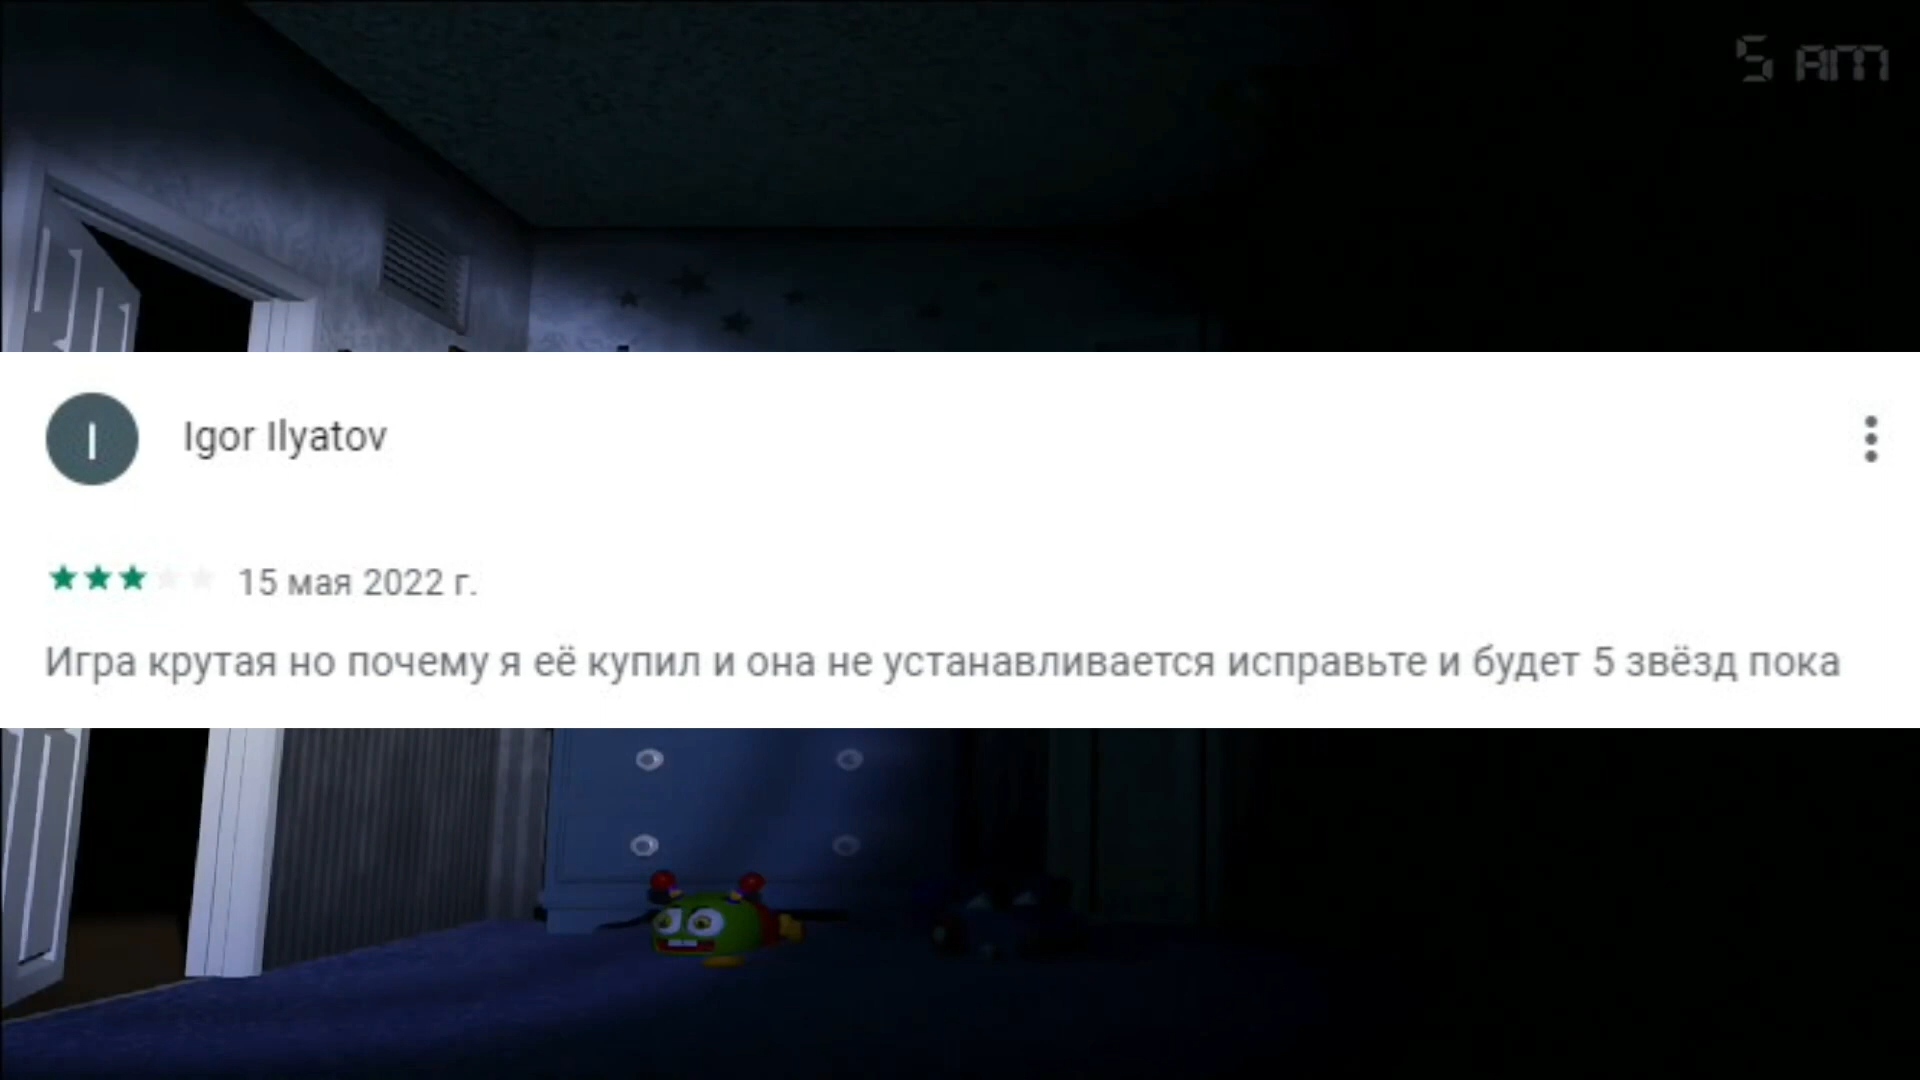 5 AM
I
Igor Ilyatov
15 мая 2022 г.
Игра крутая но почему я её купил и она не устанавливается исправьте и будет 5 звёзд пока